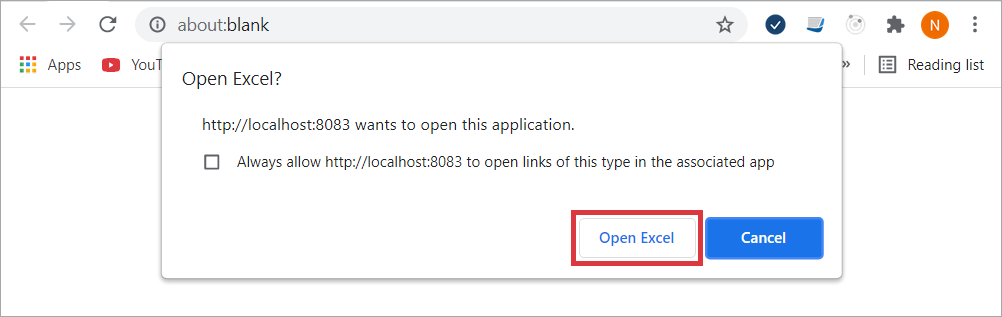 about:blank
N
Apps
YouT
»
Reading list
Open Excel?
http://localhost:8083 wants to open this application.
Always allow http://localhost:8083 to open links of this type in the associated app
Open Excel
Cancel